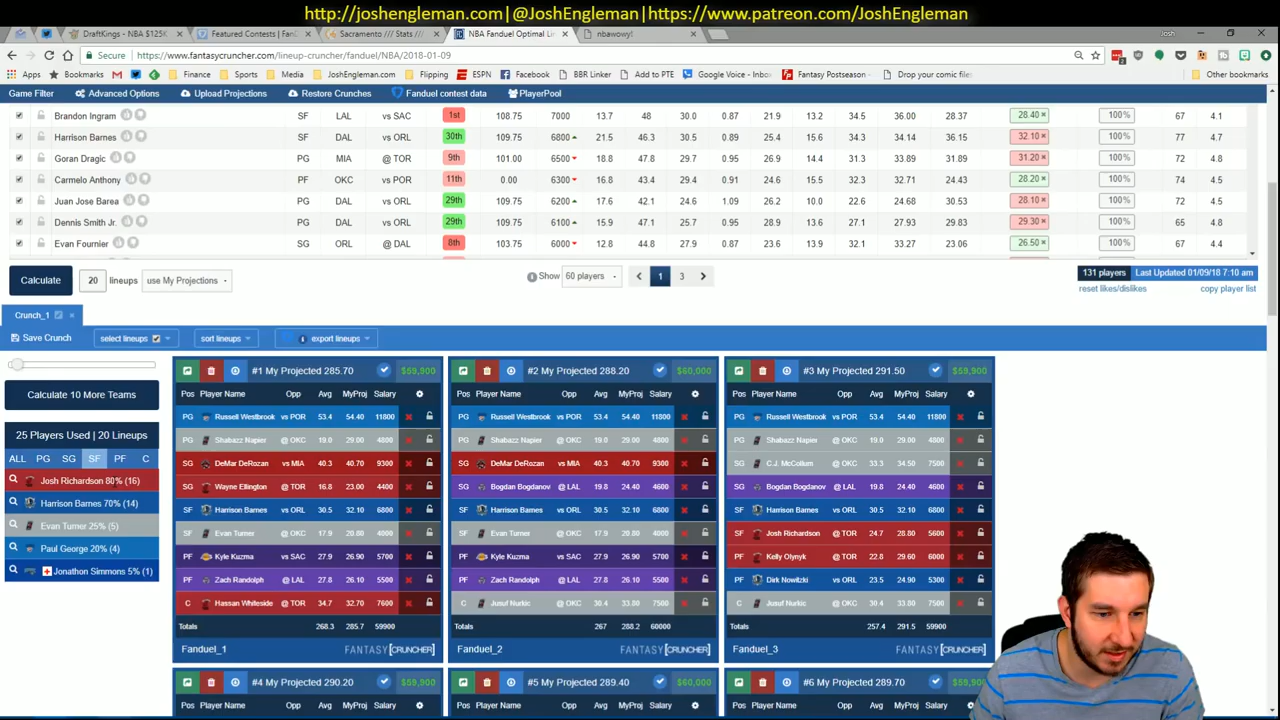 http://joshengleman.com|@JoshEngleman|https://www.patreon.com/JoshEngleman
DraftKings - NBA $125K Featured Contests | FanD Sacramento /// Stats /// NBA Fanduel Optimal Lin nbawowy! Josh
Secure https://www.fantasycruncher.com/lineup-cruncher/fanduel/NBA/2018-01-09
Apps Bookmarks Finance Sports Media JoshEngleman.com Flipping ESPN Facebook BBR Linker Add to PTE Google Voice - Inbo Fantasy Postseason Drop your comic file Other bookmarks
Game Filter Advanced Options Upload Projections Restore Crunches Fanduel contest data PlayerPool
Brandon Ingram SF LAL vs SAC 1st 108.75 7000 13.7 48 30.0 0.87 21.9 13.2 34.5 36.00 28.37 28.40 100% 67 4.1
Harrison Barnes SF DAL vs ORL 30th 109.75 6800 21.5 46.3 30.5 0.89 25.4 15.6 34.3 34.14 36.15 32.10 100% 77 4.7
Goran Dragic PG MIA @ TOR 9th 101.00 6500 18.8 47.8 29.7 0.95 26.9 14.4 31.3 33.89 31.89 31.20 100% 72 4.8
Carmelo Anthony PF OKC vs POR 11th 0.00 6300 16.8 43.4 29.4 0.91 24.6 15.5 32.3 32.71 24.43 28.20 100% 74 4.5
Juan Jose Barea PG DAL vs ORL 29th 109.75 6200 17.6 42.1 24.6 1.09 26.2 10.0 22.6 24.68 30.53 28.10 100% 72 4.5
Dennis Smith Jr. PG DAL vs ORL 29th 109.75 6100 15.9 47.1 25.7 0.95 28.9 13.6 27.1 27.93 29.83 29.30 100% 65 4.8
Evan Fournier SG ORL @ DAL 8th 103.75 6000 12.8 44.8 27.9 0.87 23.6 13.9 32.1 33.27 23.06 26.50 100% 67 4.4
Calculate 20 lineups use My Projections Show 60 players 1 3 131 players Last Updated 01/09/18 7:10 am
reset likes/dislikes copy player list
Crunch_1
Save Crunch select lineups sort lineups export lineups
Calculate 10 More Teams
25 Players Used | 20 Lineups
ALL PG SG SF PF C
Josh Richardson 80% (16)
Harrison Barnes 70% (14)
Evan Turner 25% (5)
Paul George 20% (4)
Jonathon Simmons 5% (1)
#1 My Projected 285.70 $59,900
Pos Player Name Opp Avg MyProj Salary
PG Russell Westbrook vs POR 53.4 54.40 11800
PG Shabazz Napier @ OKC 19.0 29.00 4800
SG DeMar DeRozan vs MIA 40.3 40.70 9300
SG Wayne Ellington @ TOR 16.8 23.00 4400
SF Harrison Barnes vs ORL 30.5 32.10 6800
SF Evan Turner @ OKC 17.9 20.80 4000
PF Kyle Kuzma vs SAC 27.9 26.90 5700
PF Zach Randolph @ LAL 27.8 26.10 5500
C Hassan Whiteside @ TOR 34.7 32.70 7600
Totals 268.3 285.7 59900
Fanduel_1 FANTASY CRUNCHER
#2 My Projected 288.20 $60,000
Pos Player Name Opp Avg MyProj Salary
PG Russell Westbrook vs POR 53.4 54.40 11800
PG Shabazz Napier @ OKC 19.0 29.00 4800
SG DeMar DeRozan vs MIA 40.3 40.70 9300
SG Bogdan Bogdanov @ LAL 19.8 24.40 4600
SF Harrison Barnes vs ORL 30.5 32.10 6800
SF Evan Turner @ OKC 17.9 20.80 4000
PF Kyle Kuzma vs SAC 27.9 26.90 5700
PF Zach Randolph @ LAL 27.8 26.10 5500
C Jusuf Nurkic @ OKC 30.4 33.80 7500
Totals 267 288.2 60000
Fanduel_2 FANTASY CRUNCHER
#3 My Projected 291.50 $59,900
Pos Player Name Opp Avg MyProj Salary
PG Russell Westbrook vs POR 53.4 54.40 11800
PG Shabazz Napier @ OKC 19.0 29.00 4800
SG C.J. McCollum @ OKC 33.3 34.50 7500
SG Bogdan Bogdanov @ LAL 19.8 24.40 4600
SF Harrison Barnes vs ORL 30.5 32.10 6800
SF Josh Richardson @ TOR 24.7 28.80 5600
PF Kelly Olynyk @ TOR 22.8 29.60 6000
PF Dirk Nowitzki vs ORL 23.5 24.90 5300
C Jusuf Nurkic @ OKC 30.4 33.80 7500
Totals 257.4 291.5 59900
Fanduel_3 FANTASY CRUNCHER
#4 My Projected 290.20 $59,900
Pos Player Name Opp Avg MyProj Salary
#5 My Projected 289.40 $60,000
Pos Player Name Opp Avg MyProj Salary
#6 My Projected 289.70 $59,900
Pos Player Name Opp Avg MyProj Salary